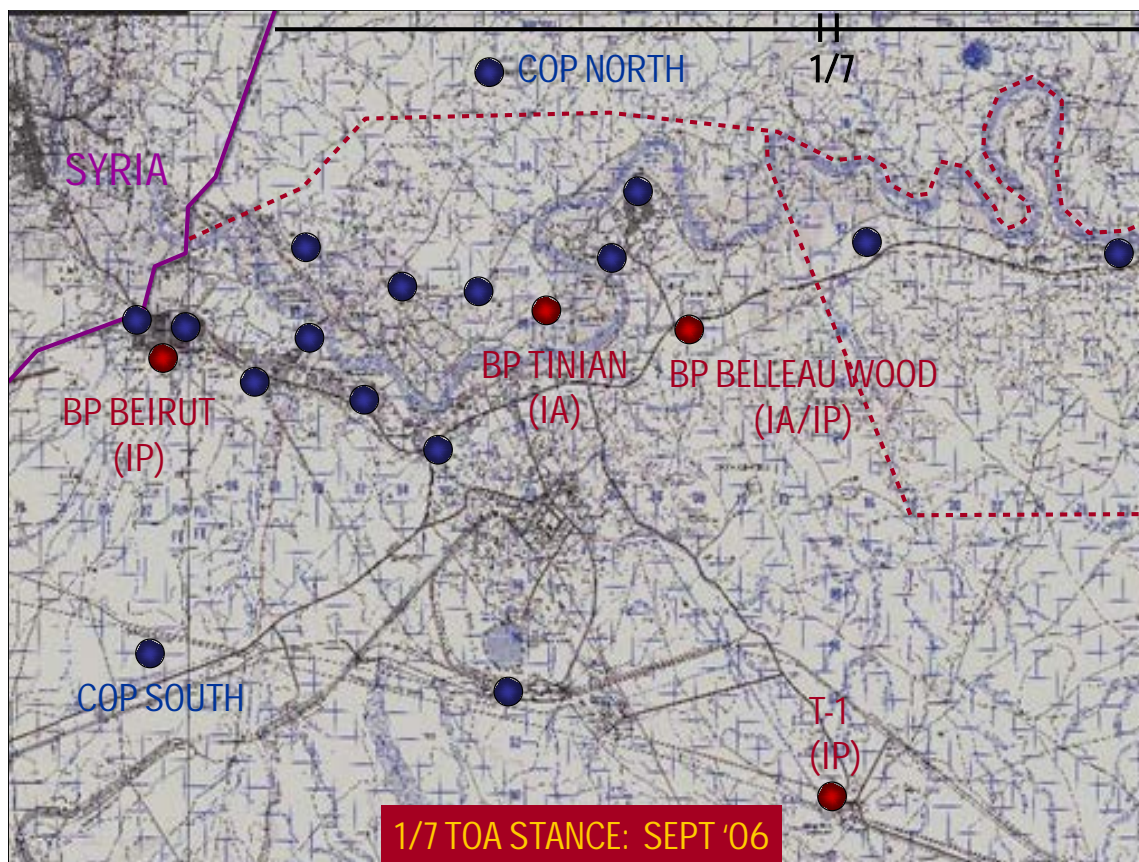 COP NORTH
1/7
SYRIA
BP TINIAN
(IA)
BP BELLEAU WOOD
(IA/IP)
BP BEIRUT
(IP)
COP SOUTH
T-1
(IP)
1/7 TOA STANCE: SEPT ‘06